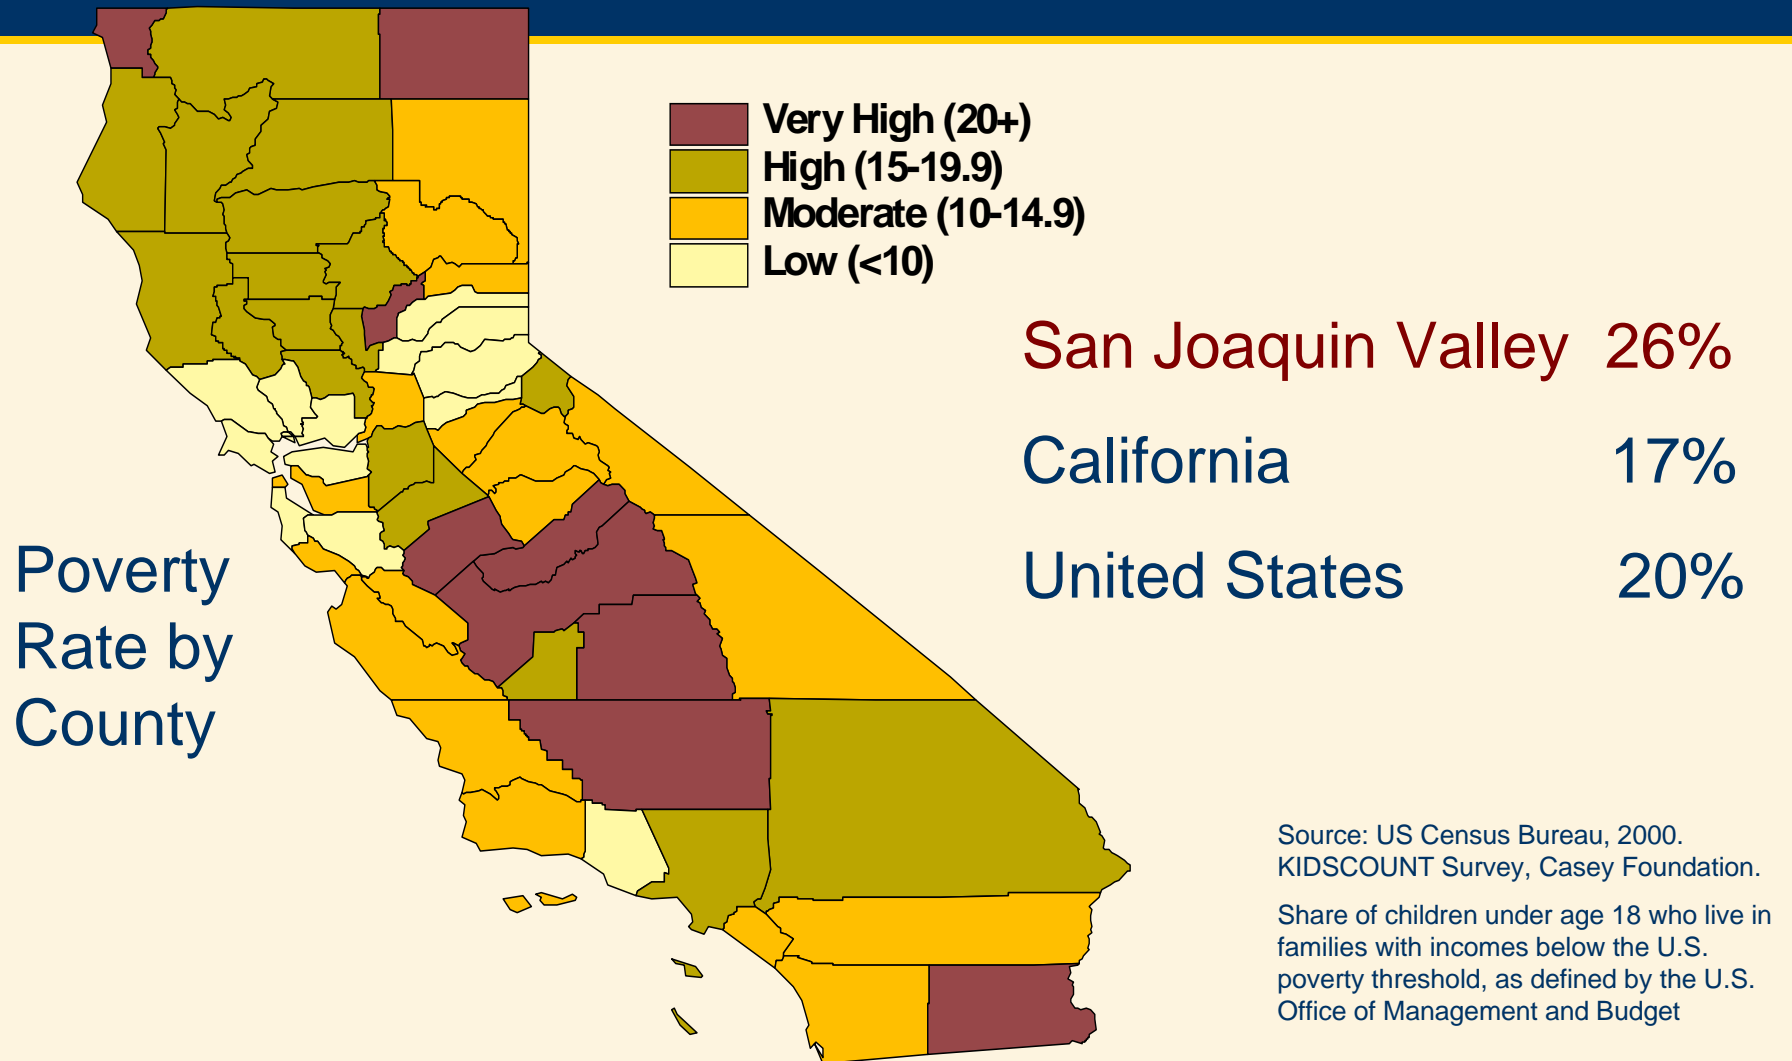 Very High (20+)
High (15-19.9)
Moderate (10-14.9)
Low (<10)
San Joaquin Valley 26%
California 17%
United States 20%
Poverty
Rate by
County
Source: US Census Bureau, 2000.
KIDSCOUNT Survey, Casey Foundation.
Share of children under age 18 who live in
families with incomes below the U.S.
poverty threshold, as defined by the U.S.
Office of Management and Budget